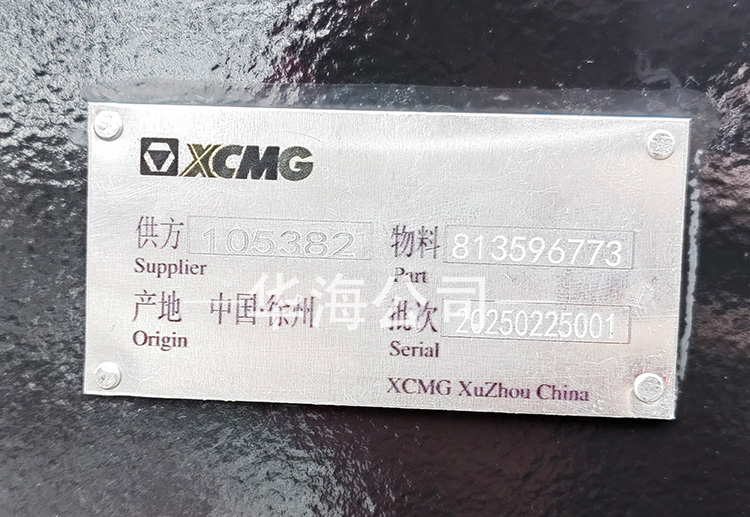 XCMG
供方 105382 物料 813596773
Supplier Part
华海公司
产地 中国·徐州 批次 20250225001
Origin Serial
XCMG XuZhou China